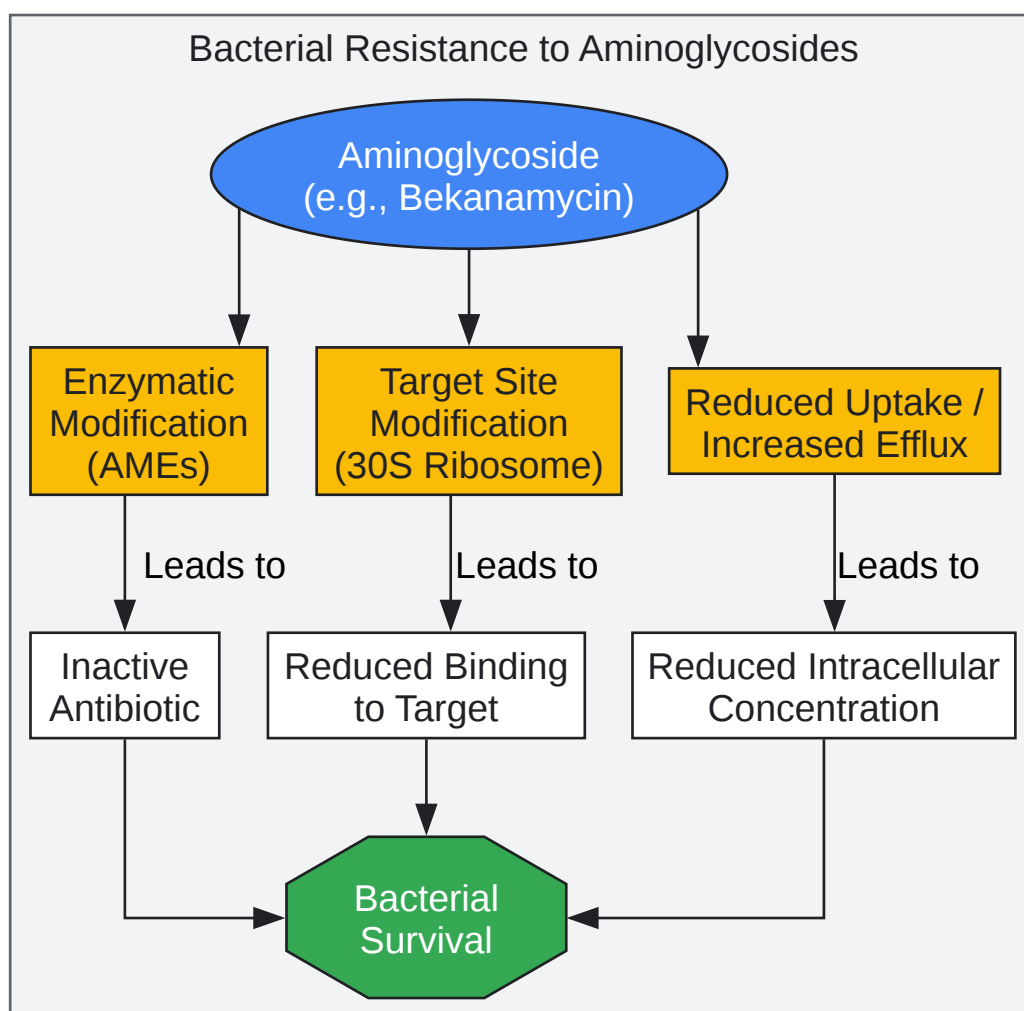 Bacterial Resistance to Aminoglycosides
Aminoglycoside
(e.g., Bekanamycin)
Enzymatic
Modification
(AMEs)
Target Site
Modification
(30S Ribosome)
Reduced Uptake /
Increased Efflux
Leads to
Leads to
Leads to
Inactive
Antibiotic
Reduced Binding
to Target
Reduced Intracellular
Concentration
Bacterial
Survival